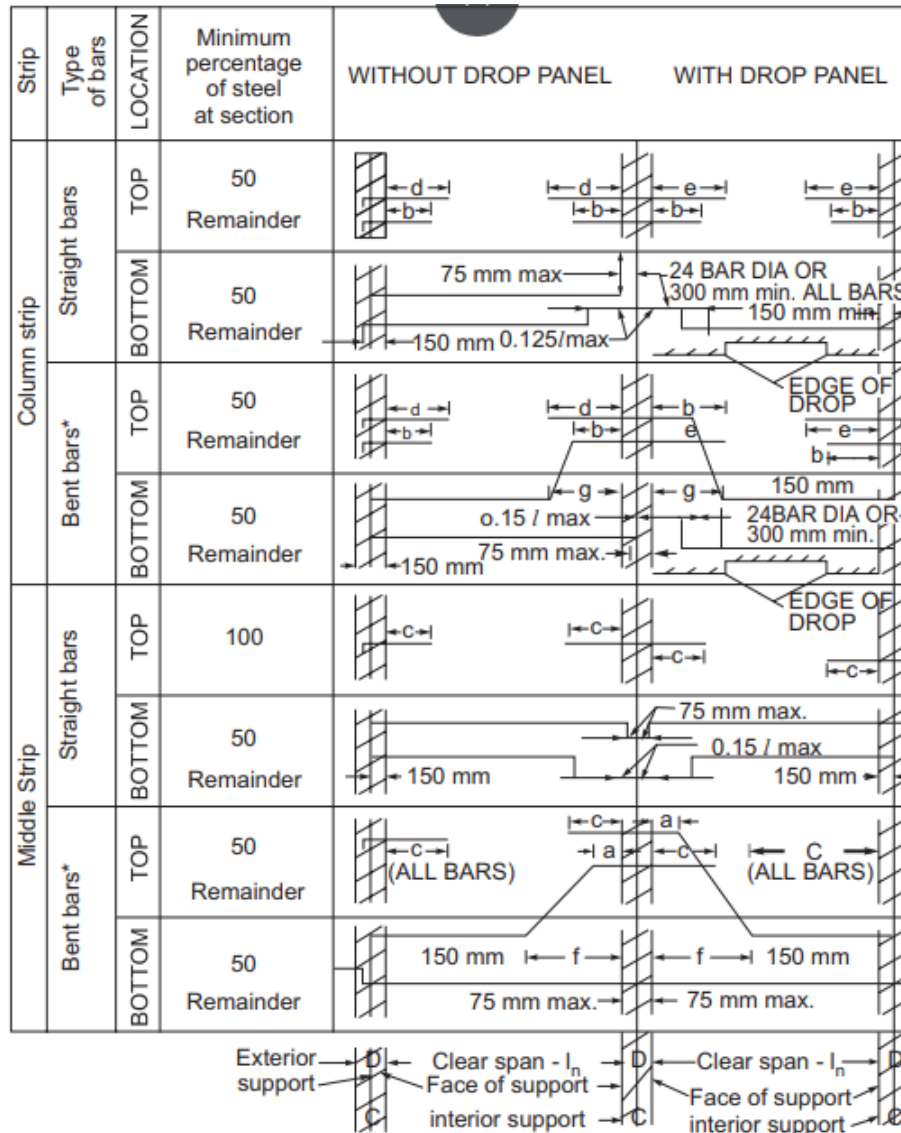 Strip
Type of bars
LOCATION
Minimum
percentage
of steel
at section
WITHOUT DROP PANEL
WITH DROP PANEL
Column strip
Straight bars
TOP
50
Remainder
d
b
d
b
e
b
e
b
BOTTOM
50
Remainder
75 mm max
24 BAR DIA OR
300 mm min. ALL BARS
150 mm min.
150 mm
0.125l max
EDGE OF
DROP
Bent bars*
TOP
50
Remainder
d
b
d
b
b
e
e
b
BOTTOM
50
Remainder
g
g
150 mm
o.15 l max
24BAR DIA OR
300 mm min.
75 mm max.
150 mm
EDGE OF
DROP
Middle Strip
Straight bars
TOP
100
c
c
c
c
BOTTOM
50
Remainder
75 mm max.
0.15 l max
150 mm
150 mm
Bent bars*
TOP
50
Remainder
c
(ALL BARS)
c
a
a
c
C
(ALL BARS)
BOTTOM
50
Remainder
150 mm
f
f
150 mm
75 mm max.
75 mm max.
Exterior
support
D
C
Clear span - ln
Face of support
interior support
D
C
Clear span - ln
Face of support
interior support
D
C